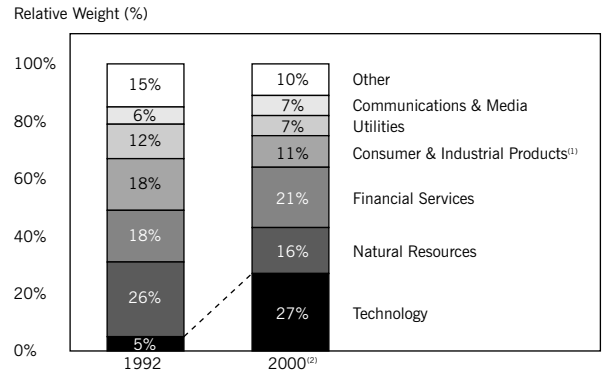 Relative Weight (%)
100%
15%
10%
Other
6%
7%
Communications & Media
80%
12%
7%
Utilities
11%
Consumer & Industrial Products(1)
60%
18%
21%
Financial Services
40%
18%
16%
Natural Resources
26%
20%
27%
Technology
5%
0%
1992
2000(2)